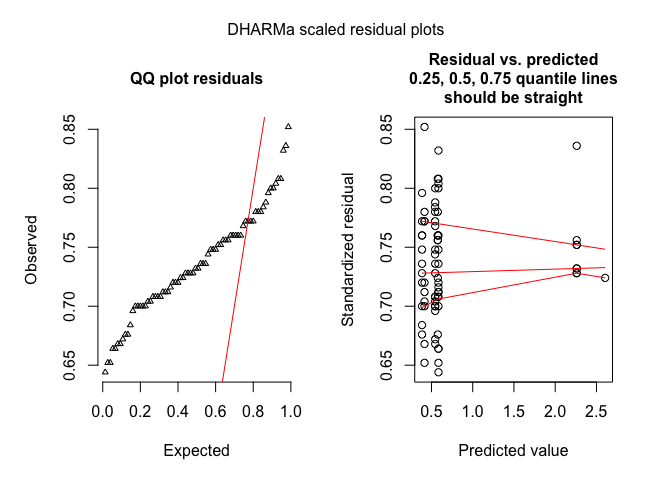 DHARMa scaled residual plots
QQ plot residuals
Observed
0.65 0.70 0.75 0.80 0.85
0.0 0.2 0.4 0.6 0.8 1.0
Expected
Residual vs. predicted
0.25, 0.5, 0.75 quantile lines
should be straight
Standardized residual
0.65 0.70 0.75 0.80 0.85
0.5 1.0 1.5 2.0 2.5
Predicted value